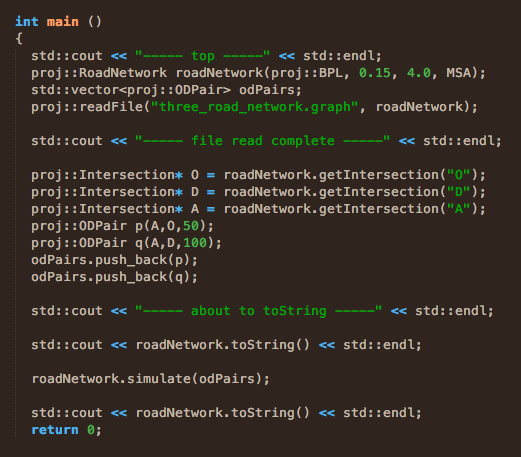 int main ()
{
  std::cout << "----- top -----" << std::endl;
  proj::RoadNetwork roadNetwork(proj::BPL, 0.15, 4.0, MSA);
  std::vector<proj::ODPair> odPairs;
  proj::readFile("three_road_network.graph", roadNetwork);

  std::cout << "----- file read complete -----" << std::endl;

  proj::Intersection* O = roadNetwork.getIntersection("O");
  proj::Intersection* D = roadNetwork.getIntersection("D");
  proj::Intersection* A = roadNetwork.getIntersection("A");
  proj::ODPair p(A,O,50);
  proj::ODPair q(A,D,100);
  odPairs.push_back(p);
  odPairs.push_back(q);

  std::cout << "----- about to toString -----" << std::endl;

  std::cout << roadNetwork.toString() << std::endl;

  roadNetwork.simulate(odPairs);

  std::cout << roadNetwork.toString() << std::endl;
  return 0;